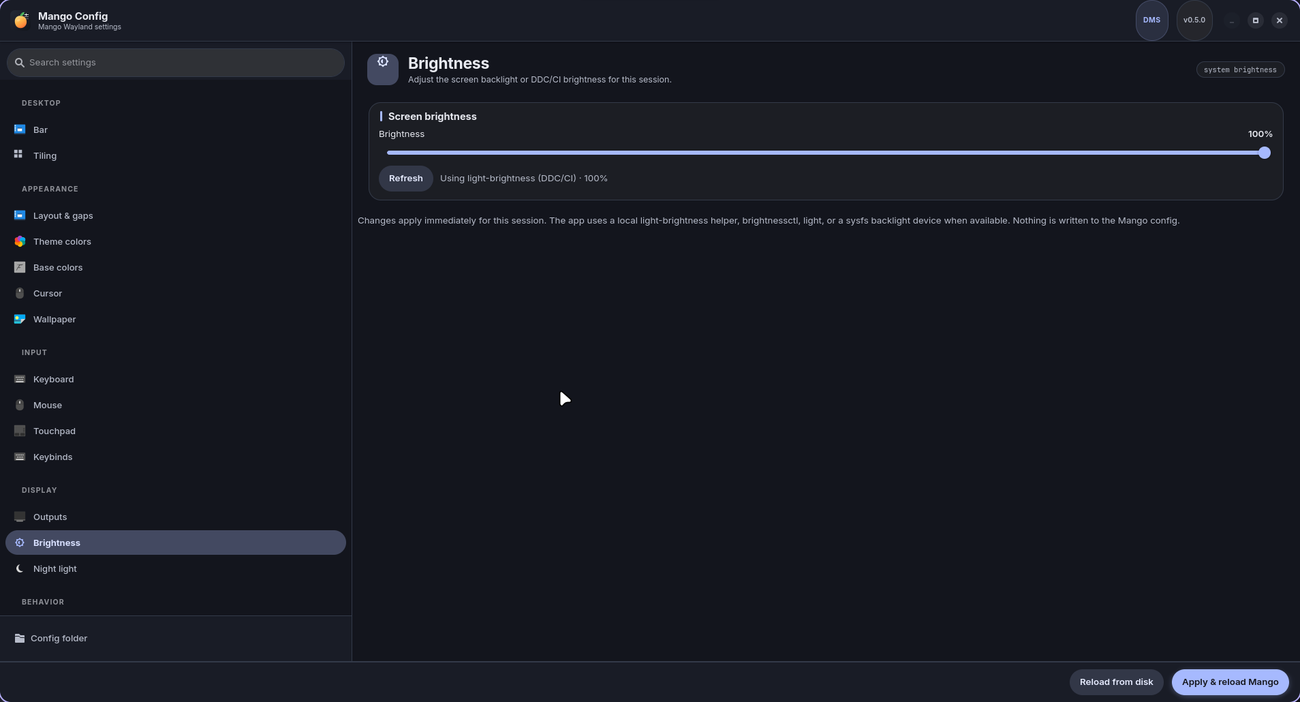 Mango Config
Mango Wayland settings
DMS
v0.5.0
Search settings
DESKTOP
Bar
Tiling
APPEARANCE
Layout & gaps
Theme colors
Base colors
Cursor
Wallpaper
INPUT
Keyboard
Mouse
Touchpad
Keybinds
DISPLAY
Outputs
Brightness
Night light
BEHAVIOR
Config folder
Brightness
Adjust the screen backlight or DDC/CI brightness for this session.
system brightness
Screen brightness
Brightness
100%
Refresh
Using light-brightness (DDC/CI) · 100%
Changes apply immediately for this session. The app uses a local light-brightness helper, brightnessctl, light, or a sysfs backlight device when available. Nothing is written to the Mango config.
Reload from disk
Apply & reload Mango